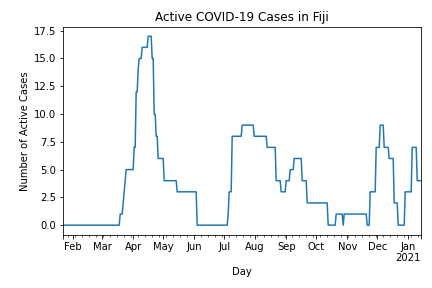 Active COVID-19 Cases in Fiji
Number of Active Cases
17.5
15.0
12.5
10.0
7.5
5.0
2.5
0.0
Feb Mar Apr May Jun Jul Aug Sep Oct Nov Dec Jan
2021
Day